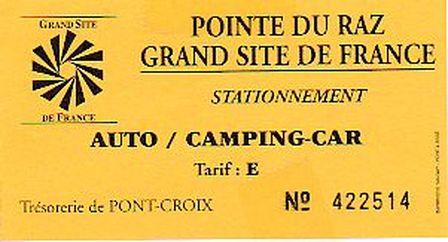 GRAND SITE
DE FRANCE
POINTE DU RAZ
GRAND SITE DE FRANCE
STATIONNEMENT
AUTO / CAMPING-CAR
Tarif : E
Trésorerie de PONT-CROIX
Nº 422514